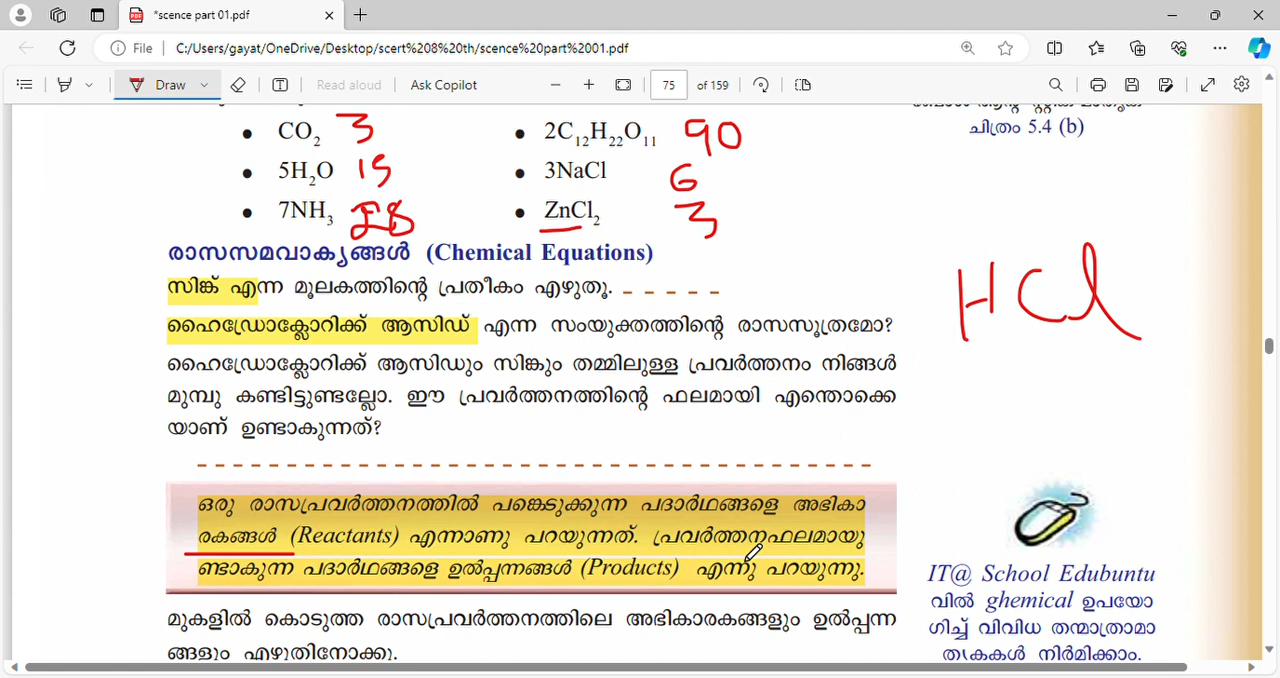 *scence part 01.pdf
File C:/Users/gayat/OneDrive/Desktop/scert%208%20th/scence%20part%2001.pdf
Draw Read aloud Ask Copilot 75 of 159
ചിത്രം 5.4 (b)
• CO2 3 • 2C12H22O11 90
• 5H2O 15 • 3NaCl 6
• 7NH3 28 • ZnCl2 3
രാസസമവാക്യങ്ങൾ (Chemical Equations)
സിങ്ക് എന്ന മൂലകത്തിന്റെ പ്രതീകം എഴുതൂ. - - - - -
HCl
ഹൈഡ്രോക്ലോറിക്ക് ആസിഡ് എന്ന സംയുക്തത്തിന്റെ രാസസൂത്രമോ?
ഹൈഡ്രോക്ലോറിക്ക് ആസിഡും സിങ്കും തമ്മിലുള്ള പ്രവർത്തനം നിങ്ങൾ
മുമ്പു കണ്ടിട്ടുണ്ടല്ലോ. ഈ പ്രവർത്തനത്തിന്റെ ഫലമായി എന്തൊക്കെ
യാണ് ഉണ്ടാകുന്നത്?
ഒരു രാസപ്രവർത്തനത്തിൽ പങ്കെടുക്കുന്ന പദാർഥങ്ങളെ അഭികാ
രകങ്ങൾ (Reactants) എന്നാണു പറയുന്നത്. പ്രവർത്തനഫലമായു
ണ്ടാകുന്ന പദാർഥങ്ങളെ ഉൽപ്പന്നങ്ങൾ (Products) എന്നു പറയുന്നു.
മുകളിൽ കൊടുത്ത രാസപ്രവർത്തനത്തിലെ അഭികാരകങ്ങളും ഉൽപ്പന്ന
ങ്ങളും എഴുതിനോക്കൂ.
IT@ School Edubuntu
വിൽ ghemical ഉപയോ
ഗിച്ച് വിവിധ തന്മാത്രാമാ
തൃകകൾ നിർമിക്കാം.